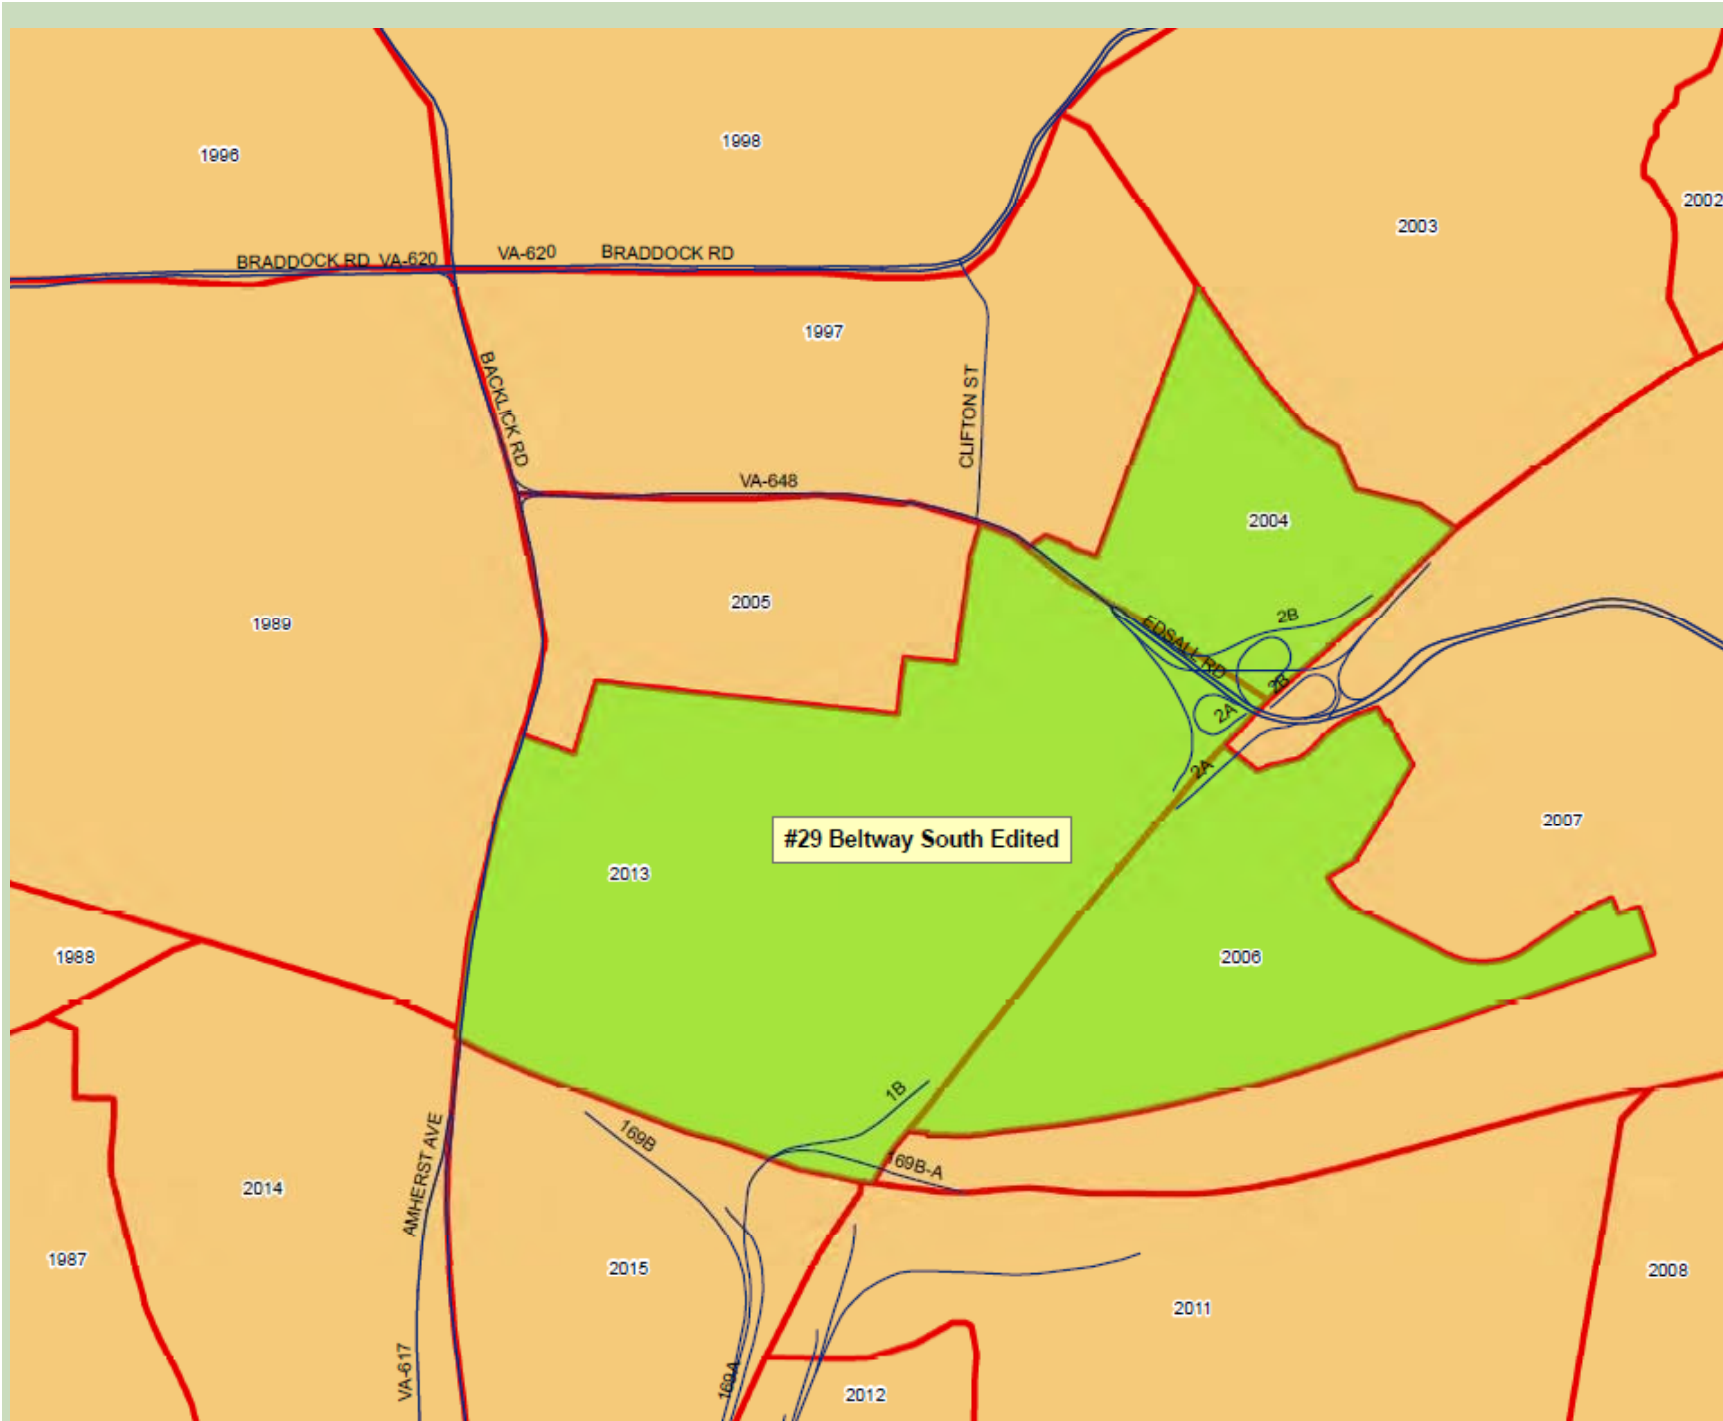 1996
1998
2002
2003
BRADDOCK RD VA-620
VA-620
BRADDOCK RD
1997
BACKLICK RD
CLIFTON ST
VA-648
2004
2005
1989
2B
EDSALL RD
2B
2A
2A
2007
#29 Beltway South Edited
2013
1988
2006
1B
169B
169B-A
AMHERST AVE
2014
1987
2015
2008
2011
VA-617
169A
2012